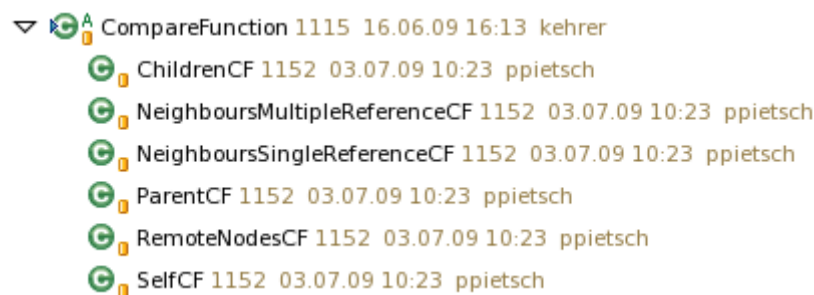 CompareFunction 1115 16.06.09 16:13 kehrer
ChildrenCF 1152 03.07.09 10:23 ppietsch
NeighboursMultipleReferenceCF 1152 03.07.09 10:23 ppietsch
NeighboursSingleReferenceCF 1152 03.07.09 10:23 ppietsch
ParentCF 1152 03.07.09 10:23 ppietsch
RemoteNodesCF 1152 03.07.09 10:23 ppietsch
SelfCF 1152 03.07.09 10:23 ppietsch